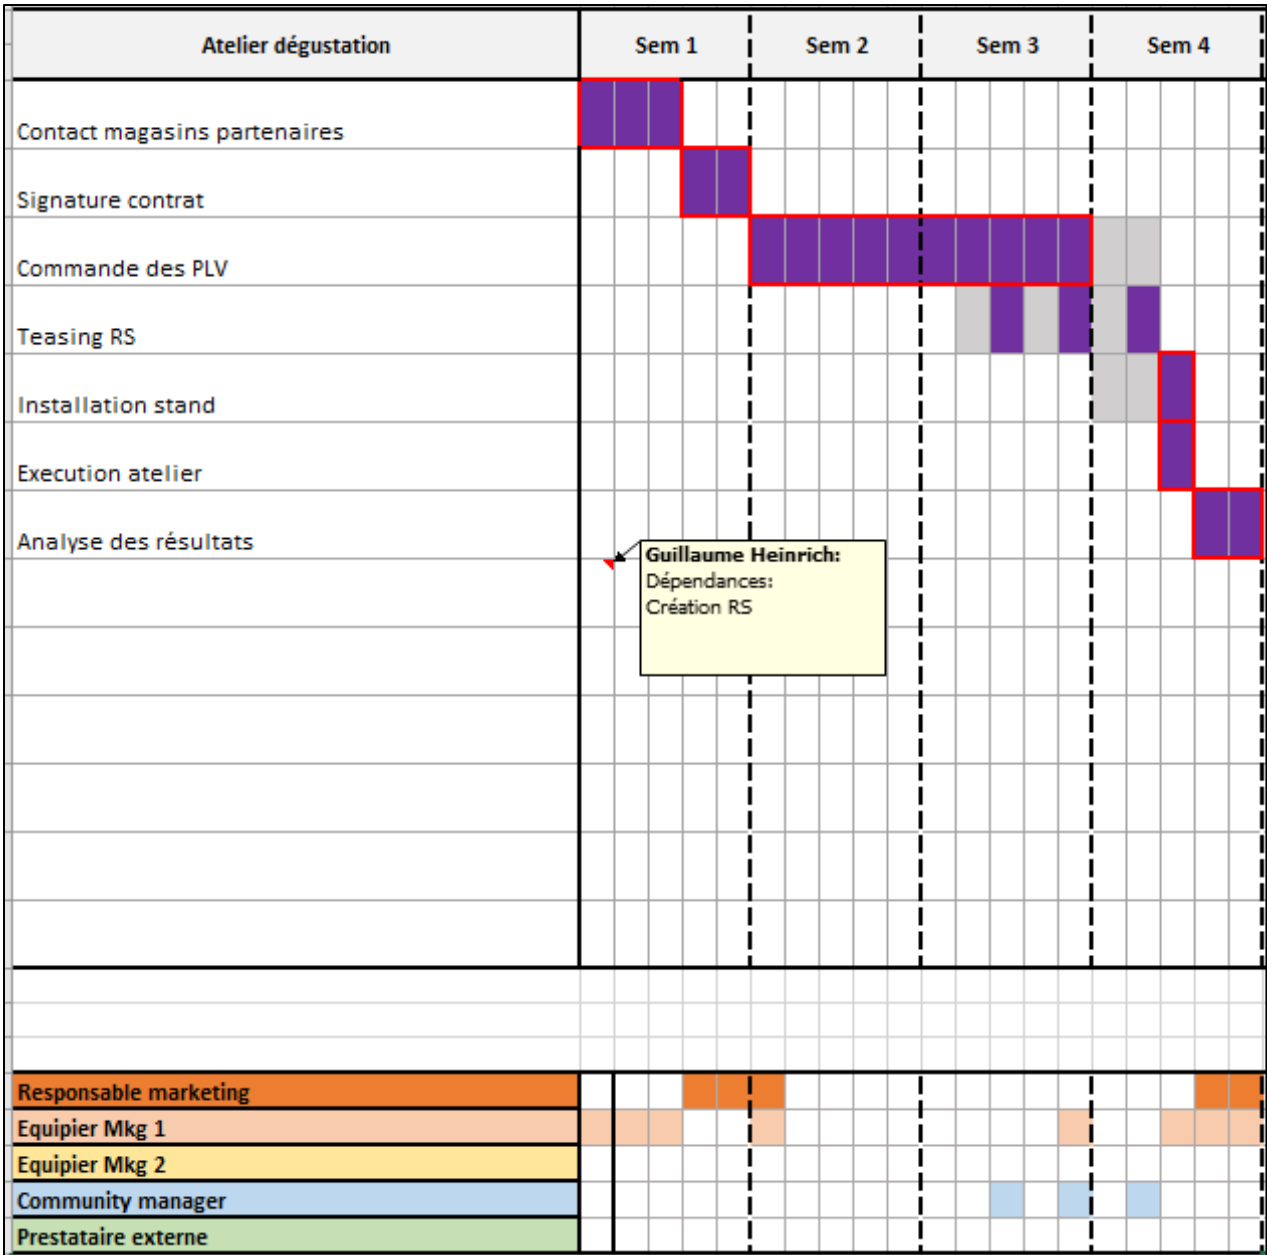 Atelier dégustation Sem 1 Sem 2 Sem 3 Sem 4
Contact magasins partenaires
Signature contrat
Commande des PLV
Teasing RS
Installation stand
Execution atelier
Analyse des résultats
Guillaume Heinrich:
Dépendances:
Création RS
Responsable marketing
Equipier Mkg 1
Equipier Mkg 2
Community manager
Prestataire externe